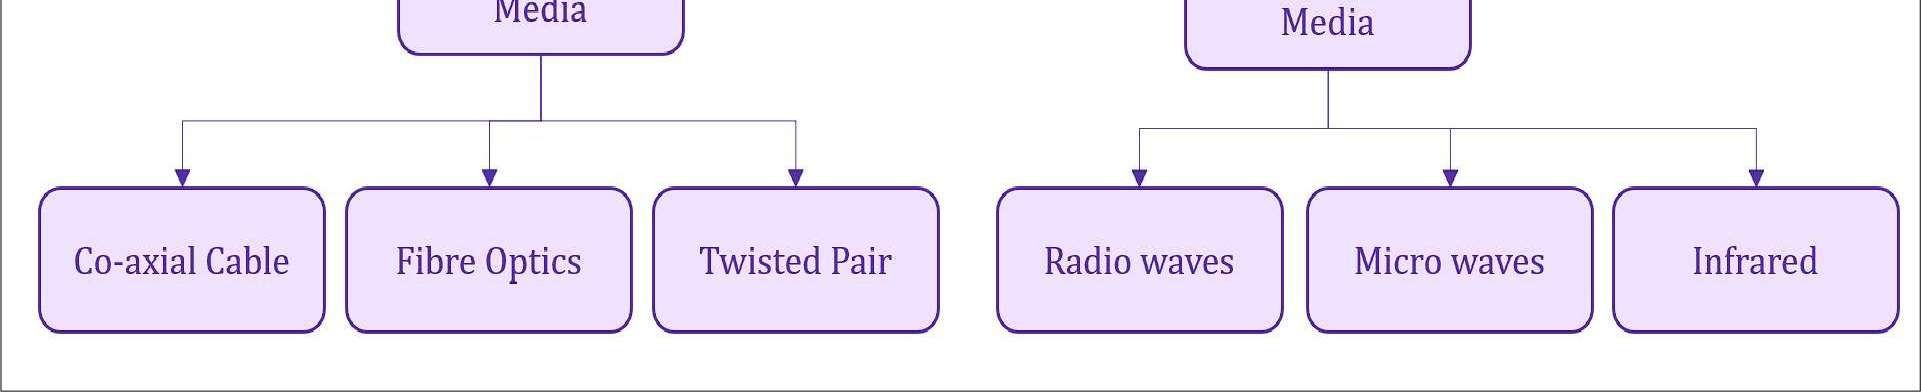 Media
Media
Co-axial Cable
Fibre Optics
Twisted Pair
Radio waves
Micro waves
Infrared